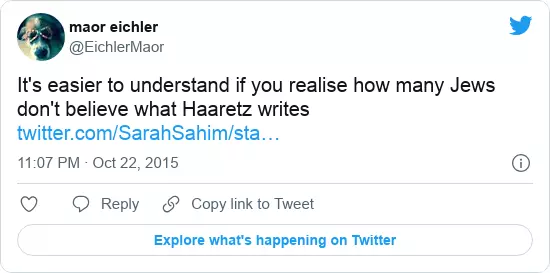 maor eichler
@EichlerMaor
It's easier to understand if you realise how many Jews
don't believe what Haaretz writes
twitter.com/SarahSahim/sta…
11:07 PM · Oct 22, 2015
Reply
Copy link to Tweet
Explore what's happening on Twitter